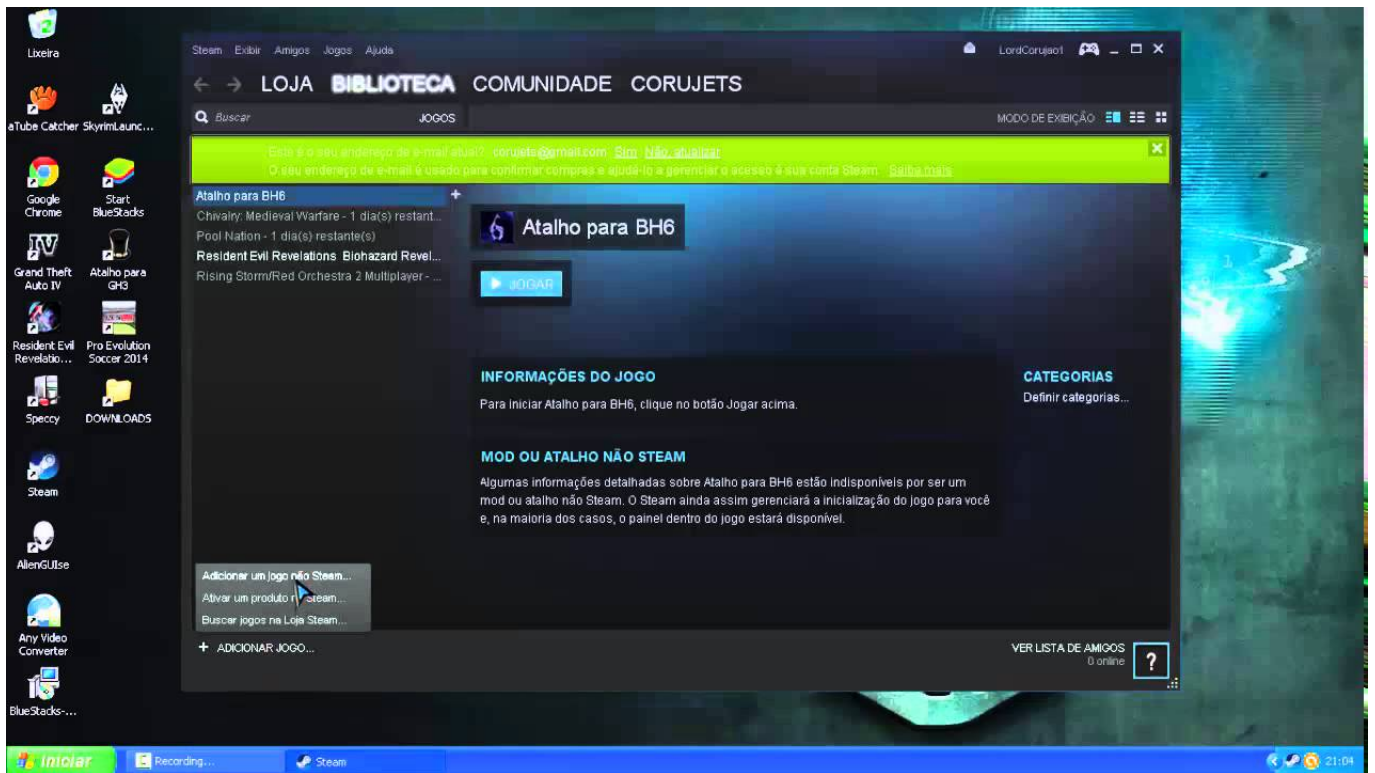 Lixeira
aTube Catcher
SkyrimLaunc...
Google
Chrome
Start
BlueStacks
Grand Theft
Auto IV
Atalho para
GH3
Resident Evil
Revelatio...
Pro Evolution
Soccer 2014
Speccy
DOWNLOADS
Steam
AlienGUIse
Any Video
Converter
BlueStacks-...
Steam Exibir Amigos Jogos Ajuda
LordCorujao1
LOJA BIBLIOTECA COMUNIDADE CORUJETS
Buscar JOGOS
MODO DE EXIBIÇÃO
Este é o seu endereço de e-mail atual? corujets@gmail.com Sim Não, atualizar
O seu endereço de e-mail é usado para confirmar compras e ajudá-lo a gerenciar o acesso à sua conta Steam. Saiba mais
Atalho para BH6 +
Chivalry: Medieval Warfare - 1 dia(s) restant...
Pool Nation - 1 dia(s) restante(s)
Resident Evil Revelations Biohazard Revel...
Rising Storm/Red Orchestra 2 Multiplayer - ...
Atalho para BH6
JOGAR
INFORMAÇÕES DO JOGO
Para iniciar Atalho para BH6, clique no botão Jogar acima.
CATEGORIAS
Definir categorias...
MOD OU ATALHO NÃO STEAM
Algumas informações detalhadas sobre Atalho para BH6 estão indisponíveis por ser um
mod ou atalho não Steam. O Steam ainda assim gerenciará a inicialização do jogo para você
e, na maioria dos casos, o painel dentro do jogo estará disponível.
Adicionar um jogo não Steam...
Ativar um produto Steam...
Buscar jogos na Loja Steam...
+ ADICIONAR JOGO...
VER LISTA DE AMIGOS
0 online
?
Iniciar
Recording...
Steam
21:04